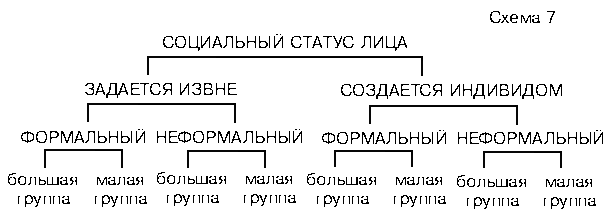 Схема 7
СОЦИАЛЬНЫЙ СТАТУС ЛИЦА
ЗАДАЕТСЯ ИЗВНЕ СОЗДАЕТСЯ ИНДИВИДОМ
ФОРМАЛЬНЫЙ НЕФОРМАЛЬНЫЙ ФОРМАЛЬНЫЙ НЕФОРМАЛЬНЫЙ
большая малая большая малая большая малая большая малая
группа группа группа группа группа группа группа группа